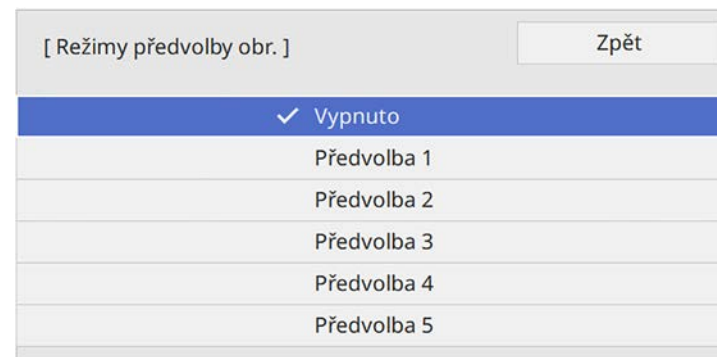 [ Režimy předvolby obr. ]
Zpět
Vypnuto
Předvolba 1
Předvolba 2
Předvolba 3
Předvolba 4
Předvolba 5